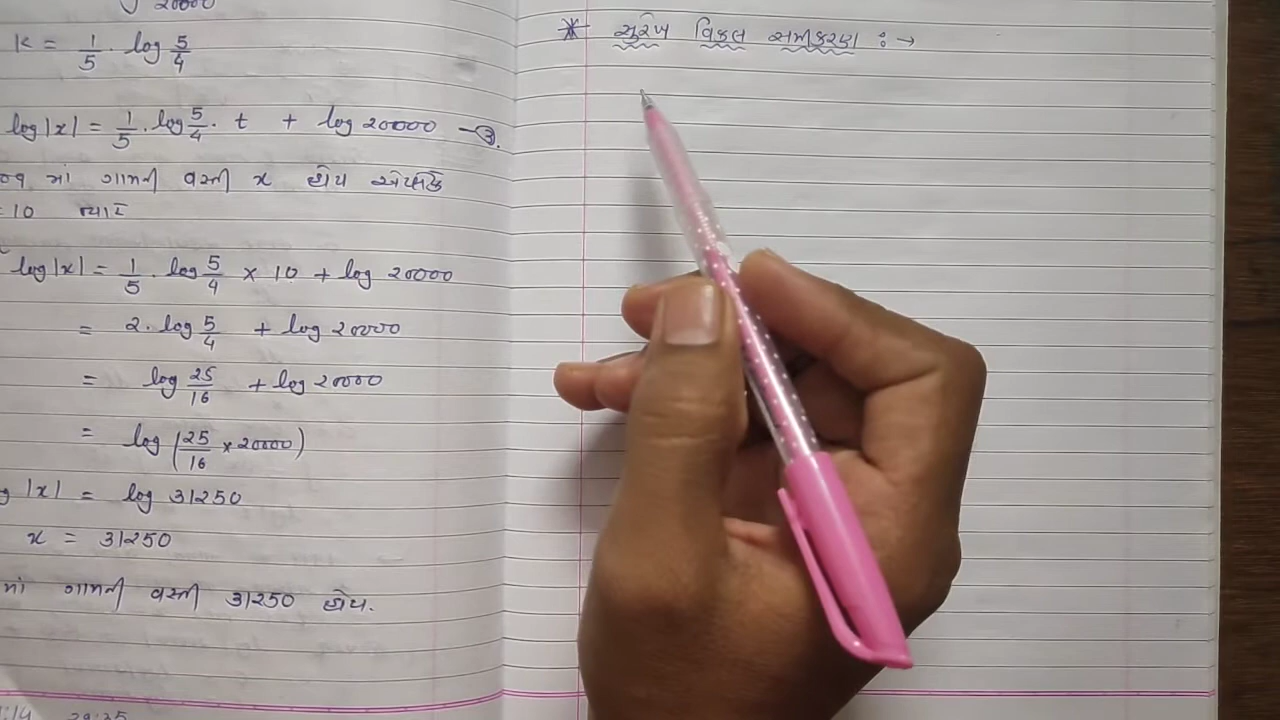 20000
K = 1/5 · log 5/4
log|x| = 1/5 · log 5/4 · t + log 20000 —③.
૦૧ માં ગામની વસ્તી x હોય એટલે કે
= 10 ત્યારે
log|x| = 1/5 · log 5/4 × 10 + log 20000
= 2 · log 5/4 + log 20000
= log 25/16 + log 20000
= log (25/16 × 20000)
g |x| = log 31250
x = 31250
માં ગામની વસ્તી 31250 હોય.
* સુરેખ વિકલ સમીકરણ :→